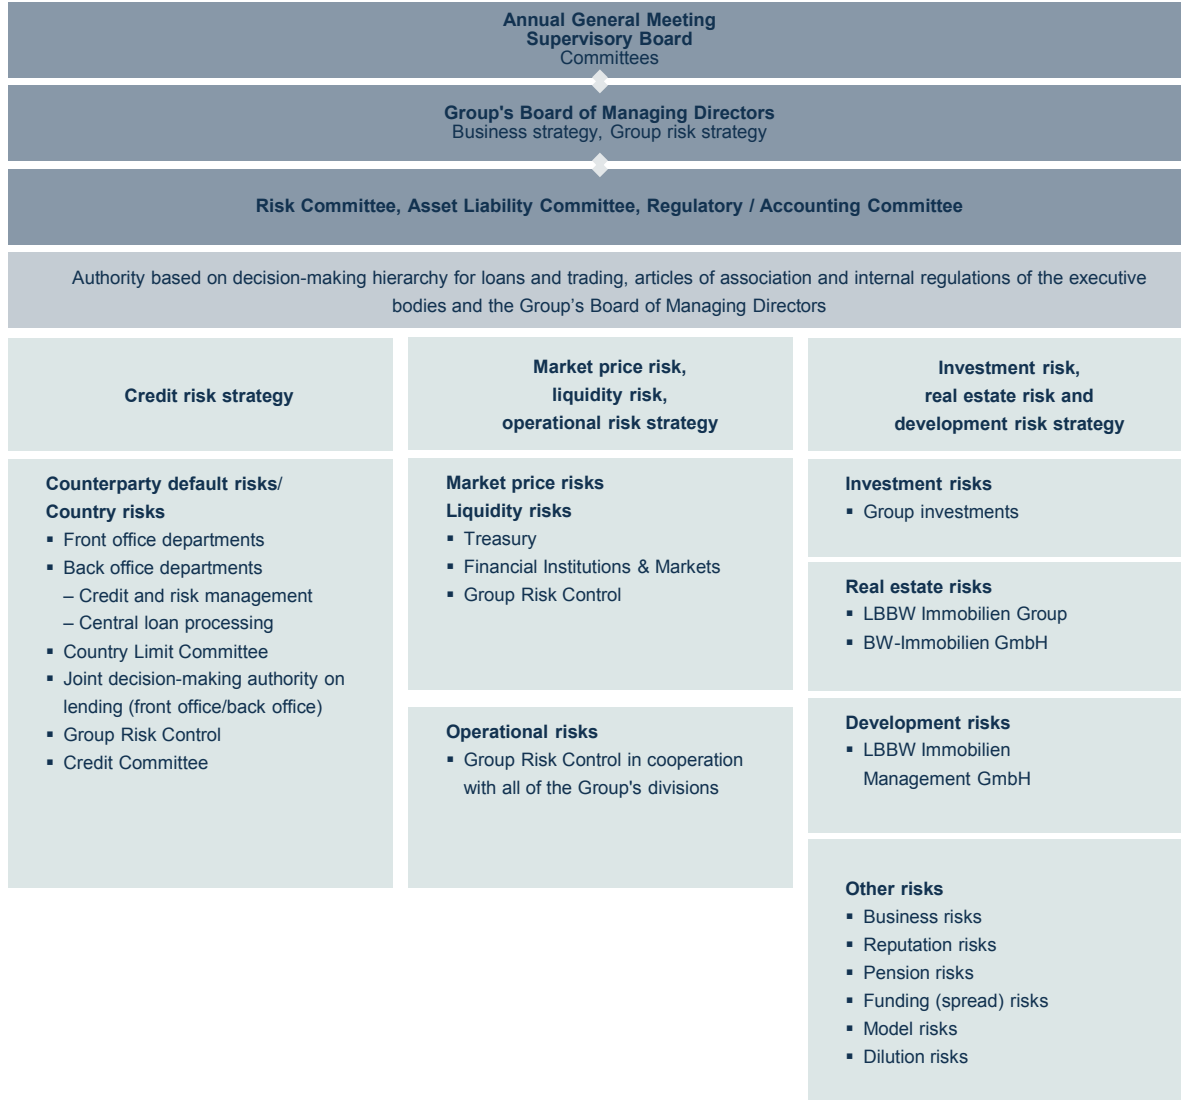 Annual General Meeting
Supervisory Board
Committees
Group's Board of Managing Directors
Business strategy, Group risk strategy
Risk Committee, Asset Liability Committee, Regulatory / Accounting Committee
Authority based on decision-making hierarchy for loans and trading, articles of association and internal regulations of the executive
bodies and the Group’s Board of Managing Directors
Credit risk strategy
Counterparty default risks/
Country risks
▪ Front office departments
▪ Back office departments
– Credit and risk management
– Central loan processing
▪ Country Limit Committee
▪ Joint decision-making authority on
lending (front office/back office)
▪ Group Risk Control
▪ Credit Committee
Market price risk,
liquidity risk,
operational risk strategy
Market price risks
Liquidity risks
▪ Treasury
▪ Financial Institutions & Markets
▪ Group Risk Control
Operational risks
▪ Group Risk Control in cooperation
with all of the Group's divisions
Investment risk,
real estate risk and
development risk strategy
Investment risks
▪ Group investments
Real estate risks
▪ LBBW Immobilien Group
▪ BW-Immobilien GmbH
Development risks
▪ LBBW Immobilien
Management GmbH
Other risks
▪ Business risks
▪ Reputation risks
▪ Pension risks
▪ Funding (spread) risks
▪ Model risks
▪ Dilution risks